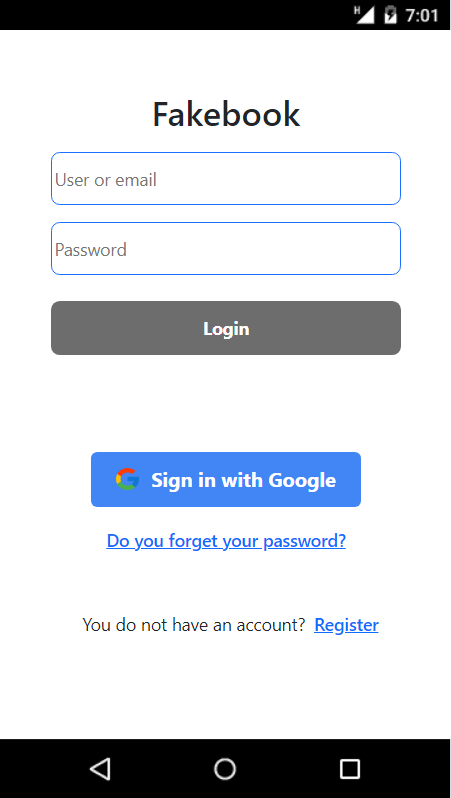 H 7:01
Fakebook
User or email
Password
Login
Sign in with Google
Do you forget your password?
You do not have an account? Register